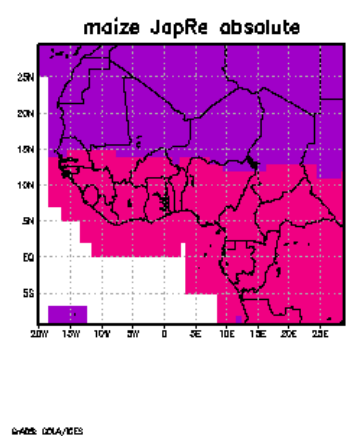 maize JapRe absolute
25N
20N
15N
10N
5N
EQ
5S
20W 15W 10W 5W 0 5E 10E 15E 20E 25E
GrADS: COLA/IGES